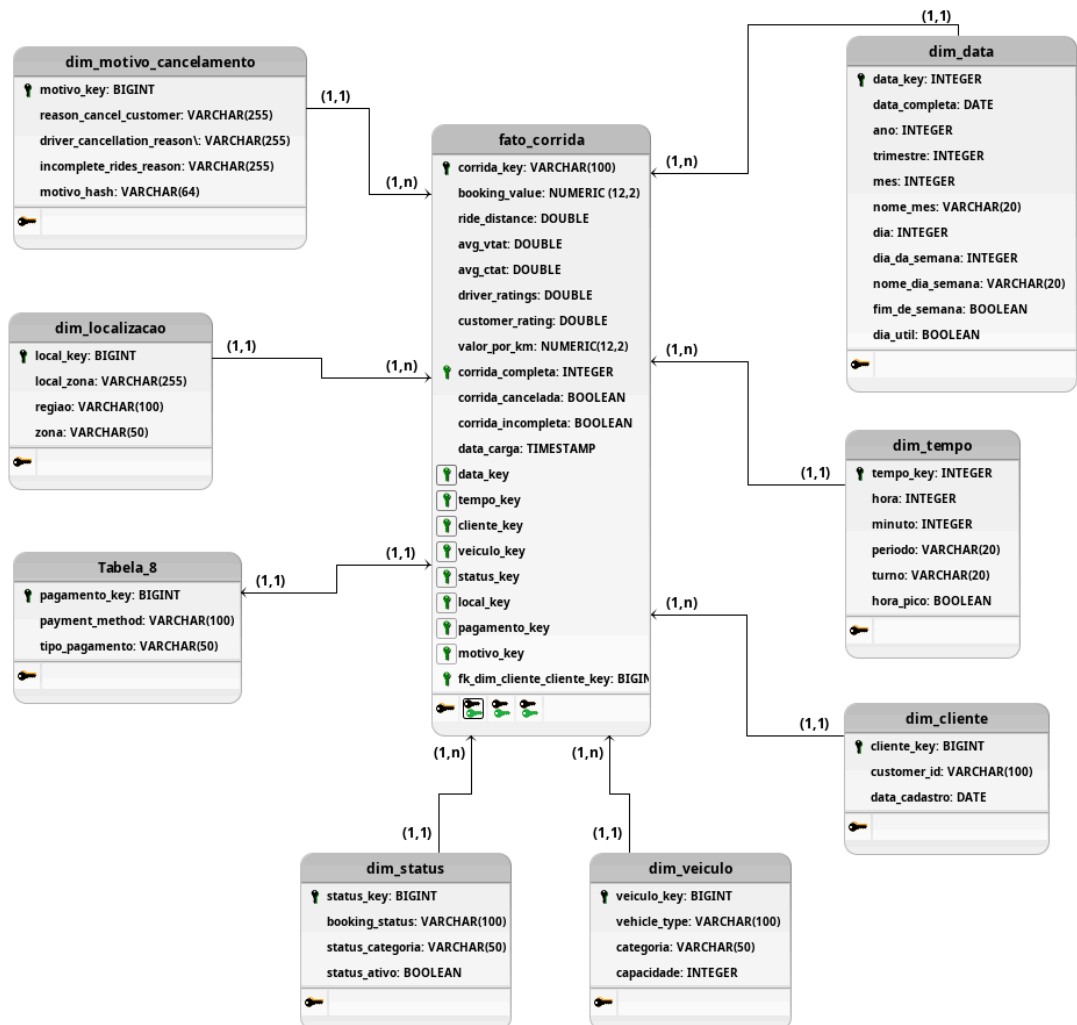 (1,1)
dim_motivo_cancelamento
motivo_key: BIGINT
reason_cancel_customer: VARCHAR(255)
driver_cancellation_reason\: VARCHAR(255)
incomplete_rides_reason: VARCHAR(255)
motivo_hash: VARCHAR(64)
(1,1)
(1,n)
dim_data
data_key: INTEGER
data_completa: DATE
ano: INTEGER
trimestre: INTEGER
mes: INTEGER
nome_mes: VARCHAR(20)
dia: INTEGER
dia_da_semana: INTEGER
nome_dia_semana: VARCHAR(20)
fim_de_semana: BOOLEAN
dia_util: BOOLEAN
fato_corrida
corrida_key: VARCHAR(100)
booking_value: NUMERIC (12,2)
ride_distance: DOUBLE
avg_vtat: DOUBLE
avg_ctat: DOUBLE
driver_ratings: DOUBLE
customer_rating: DOUBLE
valor_por_km: NUMERIC(12,2)
corrida_completa: INTEGER
corrida_cancelada: BOOLEAN
corrida_incompleta: BOOLEAN
data_carga: TIMESTAMP
data_key
tempo_key
cliente_key
veiculo_key
status_key
local_key
pagamento_key
motivo_key
fk_dim_cliente_cliente_key: BIGIN
(1,n)
dim_localizacao
local_key: BIGINT
local_zona: VARCHAR(255)
regiao: VARCHAR(100)
zona: VARCHAR(50)
(1,1)
(1,n)
(1,n)
dim_tempo
tempo_key: INTEGER
hora: INTEGER
minuto: INTEGER
periodo: VARCHAR(20)
turno: VARCHAR(20)
hora_pico: BOOLEAN
(1,1)
Tabela_8
pagamento_key: BIGINT
payment_method: VARCHAR(100)
tipo_pagamento: VARCHAR(50)
(1,1)
(1,1)
(1,n)
(1,1)
dim_cliente
cliente_key: BIGINT
customer_id: VARCHAR(100)
data_cadastro: DATE
(1,n)
(1,n)
(1,1)
(1,1)
dim_status
status_key: BIGINT
booking_status: VARCHAR(100)
status_categoria: VARCHAR(50)
status_ativo: BOOLEAN
dim_veiculo
veiculo_key: BIGINT
vehicle_type: VARCHAR(100)
categoria: VARCHAR(50)
capacidade: INTEGER